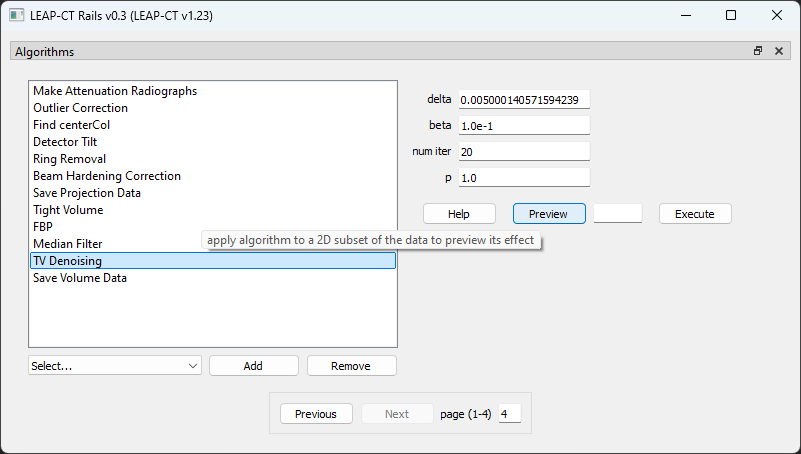 LEAP-CT Rails v0.3 (LEAP-CT v1.23)
Algorithms
Make Attenuation Radiographs
Outlier Correction
Find centerCol
Detector Tilt
Ring Removal
Beam Hardening Correction
Save Projection Data
Tight Volume
FBP
Median Filter
TV Denoising
Save Volume Data
delta 0.005000140571594239
beta 1.0e-1
num iter 20
p 1.0
Help Preview Execute
apply algorithm to a 2D subset of the data to preview its effect
Select... Add Remove
Previous Next page (1-4) 4